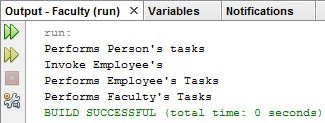 Output - Faculty (run) × Variables Notifications
run:
Performs Person's tasks
Invoke Employee's
Performs Employee's Tasks
Performs Faculty's Tasks
BUILD SUCCESSFUL (total time: 0 seconds)